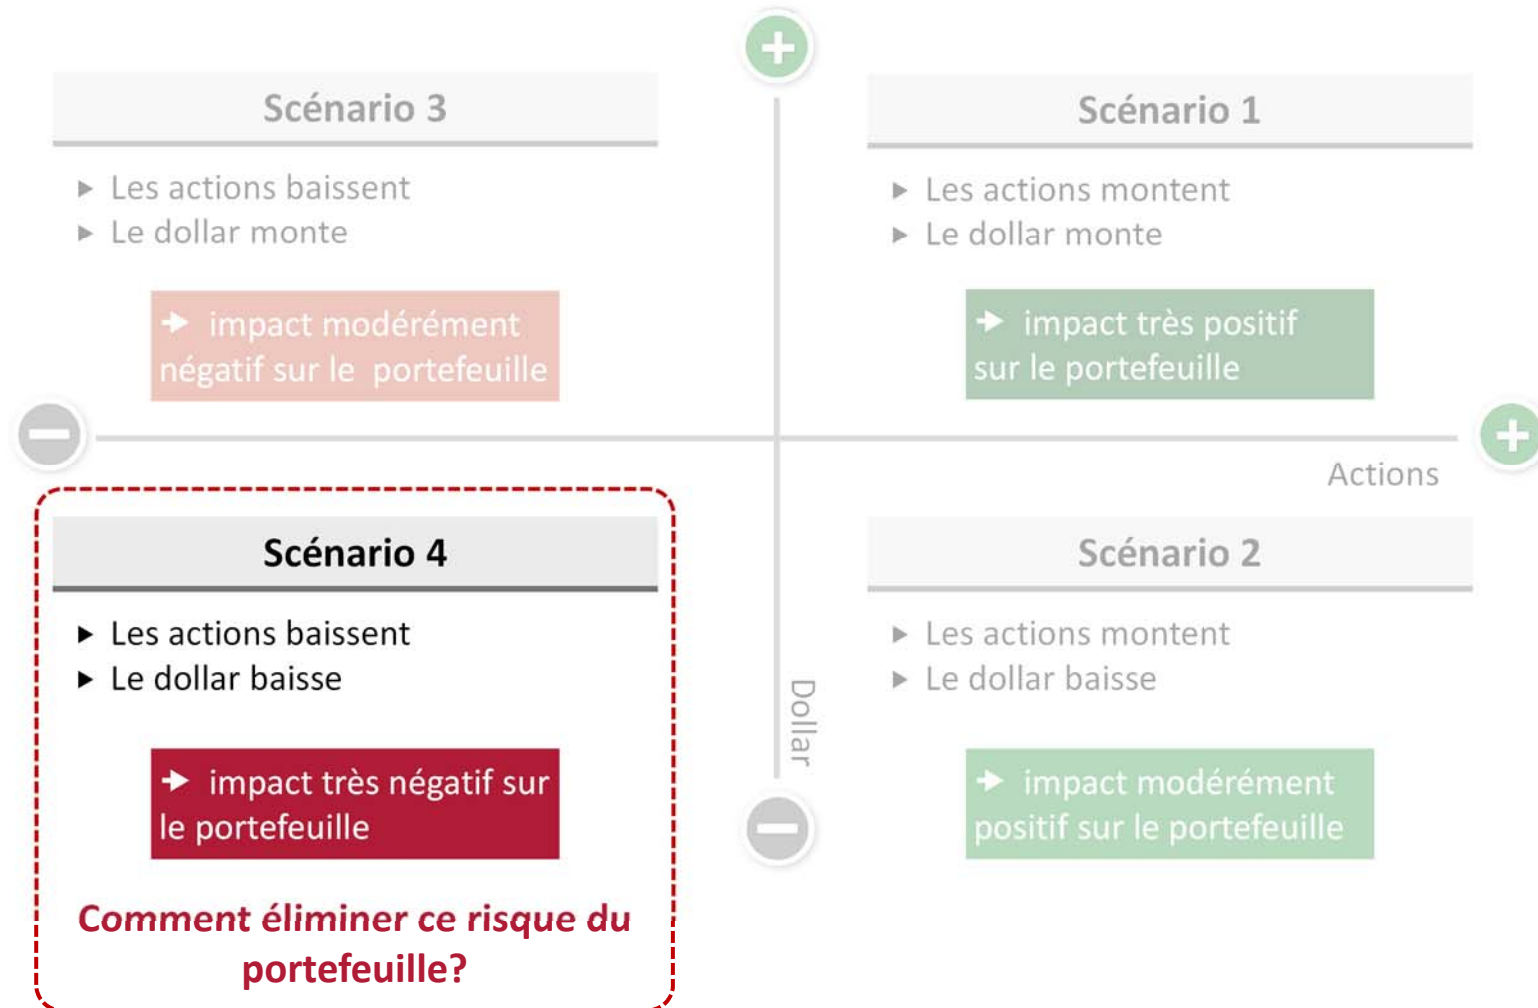 Scénario 3
► Les actions baissent
► Le dollar monte
➔ impact modérément
négatif sur le portefeuille
Scénario 1
► Les actions montent
► Le dollar monte
➔ impact très positif
sur le portefeuille
Actions
Scénario 4
► Les actions baissent
► Le dollar baisse
➔ impact très négatif sur
le portefeuille
Comment éliminer ce risque du
portefeuille?
Dollar
Scénario 2
► Les actions montent
► Le dollar baisse
➔ impact modérément
positif sur le portefeuille